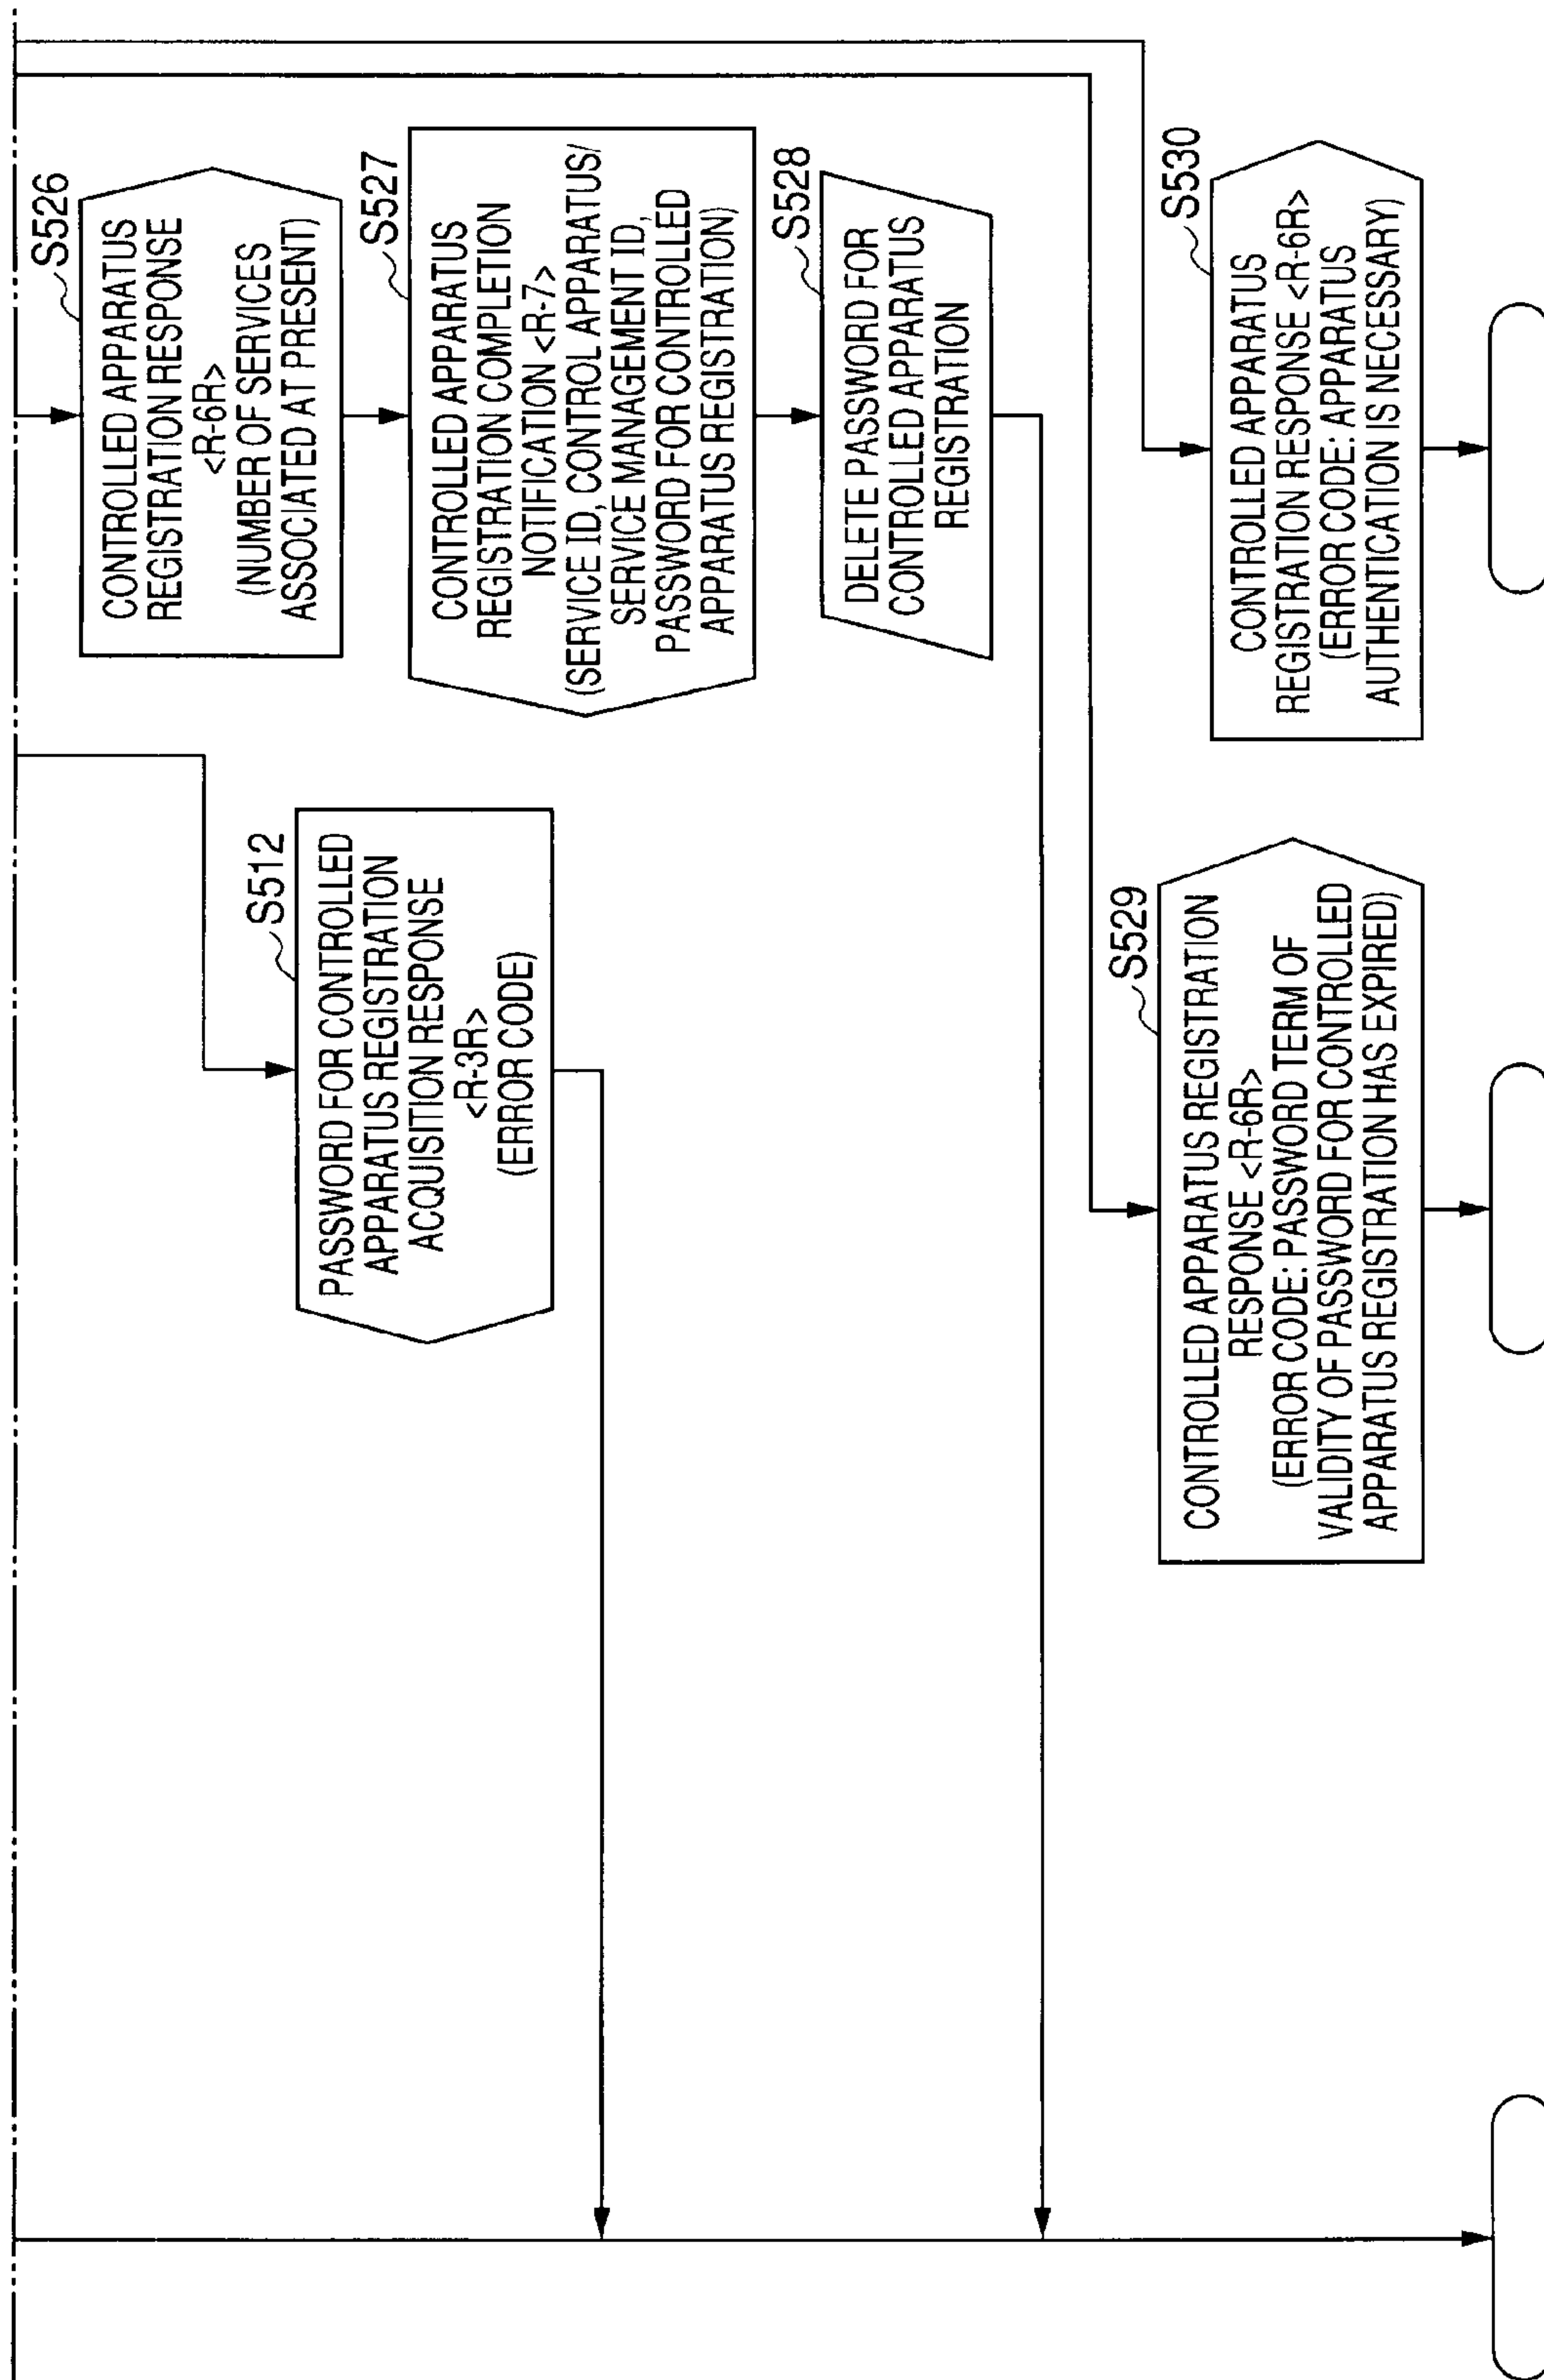 S526
CONTROLLED APPARATUS
REGISTRATION RESPONSE
<R-6R>
(NUMBER OF SERVICES
ASSOCIATED AT PRESENT)
S512
PASSWORD FOR CONTROLLED
APPARATUS REGISTRATION
ACQUISITION RESPONSE
<R-3R>
(ERROR CODE)
S527
CONTROLLED APPARATUS
REGISTRATION COMPLETION
NOTIFICATION <R-7>
(SERVICE ID, CONTROL APPARATUS/
SERVICE MANAGEMENT ID,
PASSWORD FOR CONTROLLED
APPARATUS REGISTRATION)
S528
DELETE PASSWORD FOR
CONTROLLED APPARATUS
REGISTRATION
S529
CONTROLLED APPARATUS REGISTRATION
RESPONSE <R-6R>
(ERROR CODE: PASSWORD TERM OF
VALIDITY OF PASSWORD FOR CONTROLLED
APPARATUS REGISTRATION HAS EXPIRED)
S530
CONTROLLED APPARATUS
REGISTRATION RESPONSE <R-6R>
(ERROR CODE: APPARATUS
AUTHENTICATION IS NECESSARY)